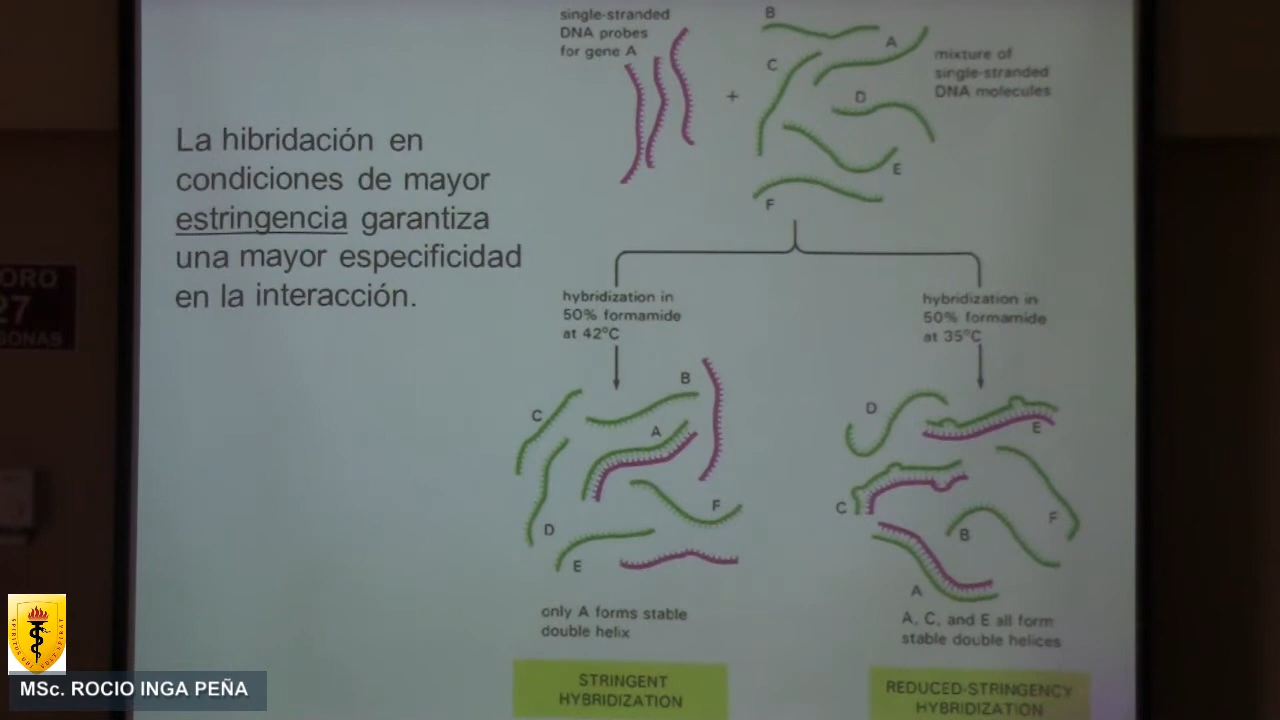 La hibridación en
condiciones de mayor
estringencia garantiza
una mayor especificidad
en la interacción.
single-stranded
DNA probes
for gene A
+
B
A
C
D
E
F
mixture of
single-stranded
DNA molecules
hybridization in
50% formamide
at 42°C
hybridization in
50% formamide
at 35°C
C
B
A
D
F
E
only A forms stable
double helix
STRINGENT
HYBRIDIZATION
D
E
C
B
F
A
A, C, and E all form
stable double helices
REDUCED-STRINGENCY
HYBRIDIZATION
27
MSc. ROCIO INGA PEÑA